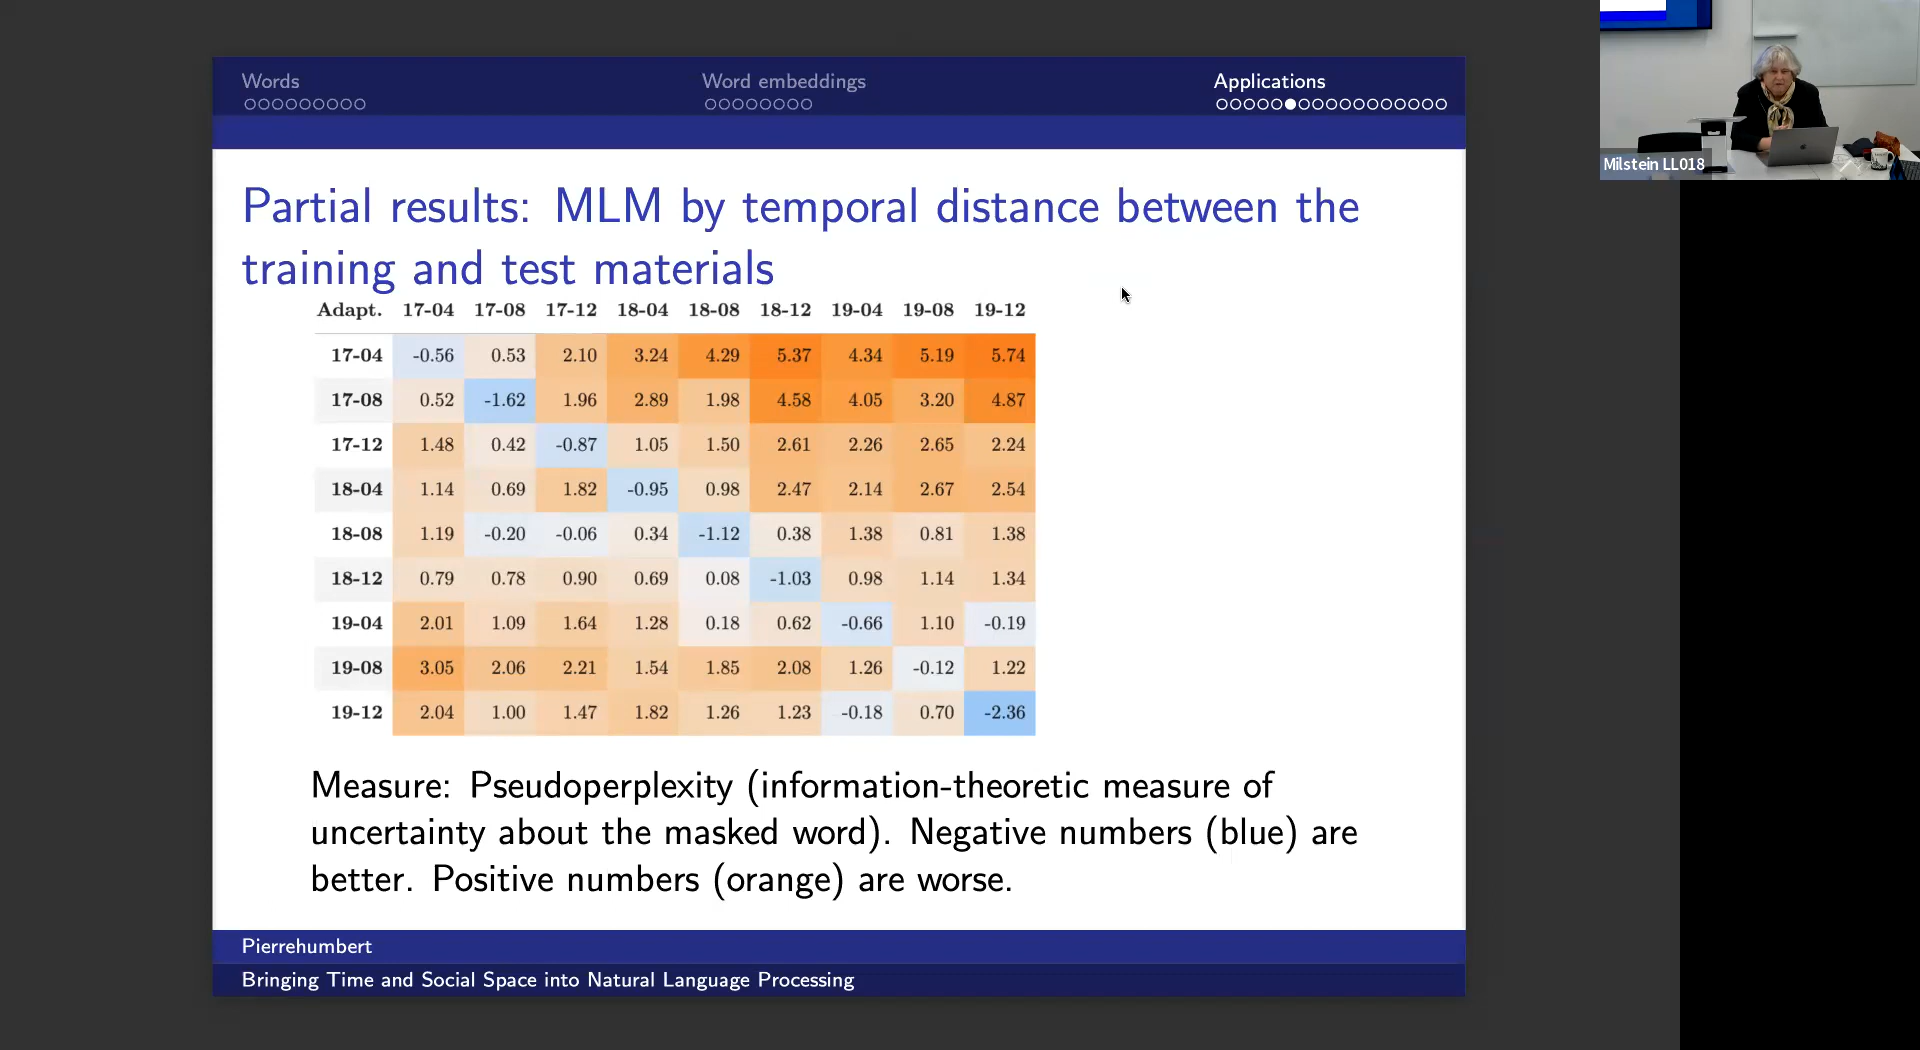 Words
Word embeddings
Applications
Partial results: MLM by temporal distance between the
training and test materials
Adapt. 17-04 17-08 17-12 18-04 18-08 18-12 19-04 19-08 19-12
17-04 -0.56 0.53 2.10 3.24 4.29 5.37 4.34 5.19 5.74
17-08 0.52 -1.62 1.96 2.89 1.98 4.58 4.05 3.20 4.87
17-12 1.48 0.42 -0.87 1.05 1.50 2.61 2.26 2.65 2.24
18-04 1.14 0.69 1.82 -0.95 0.98 2.47 2.14 2.67 2.54
18-08 1.19 -0.20 -0.06 0.34 -1.12 0.38 1.38 0.81 1.38
18-12 0.79 0.78 0.90 0.69 0.08 -1.03 0.98 1.14 1.34
19-04 2.01 1.09 1.64 1.28 0.18 0.62 -0.66 1.10 -0.19
19-08 3.05 2.06 2.21 1.54 1.85 2.08 1.26 -0.12 1.22
19-12 2.04 1.00 1.47 1.82 1.26 1.23 -0.18 0.70 -2.36
Measure: Pseudoperplexity (information-theoretic measure of
uncertainty about the masked word). Negative numbers (blue) are
better. Positive numbers (orange) are worse.
Pierrehumbert
Bringing Time and Social Space into Natural Language Processing
Milstein LL018